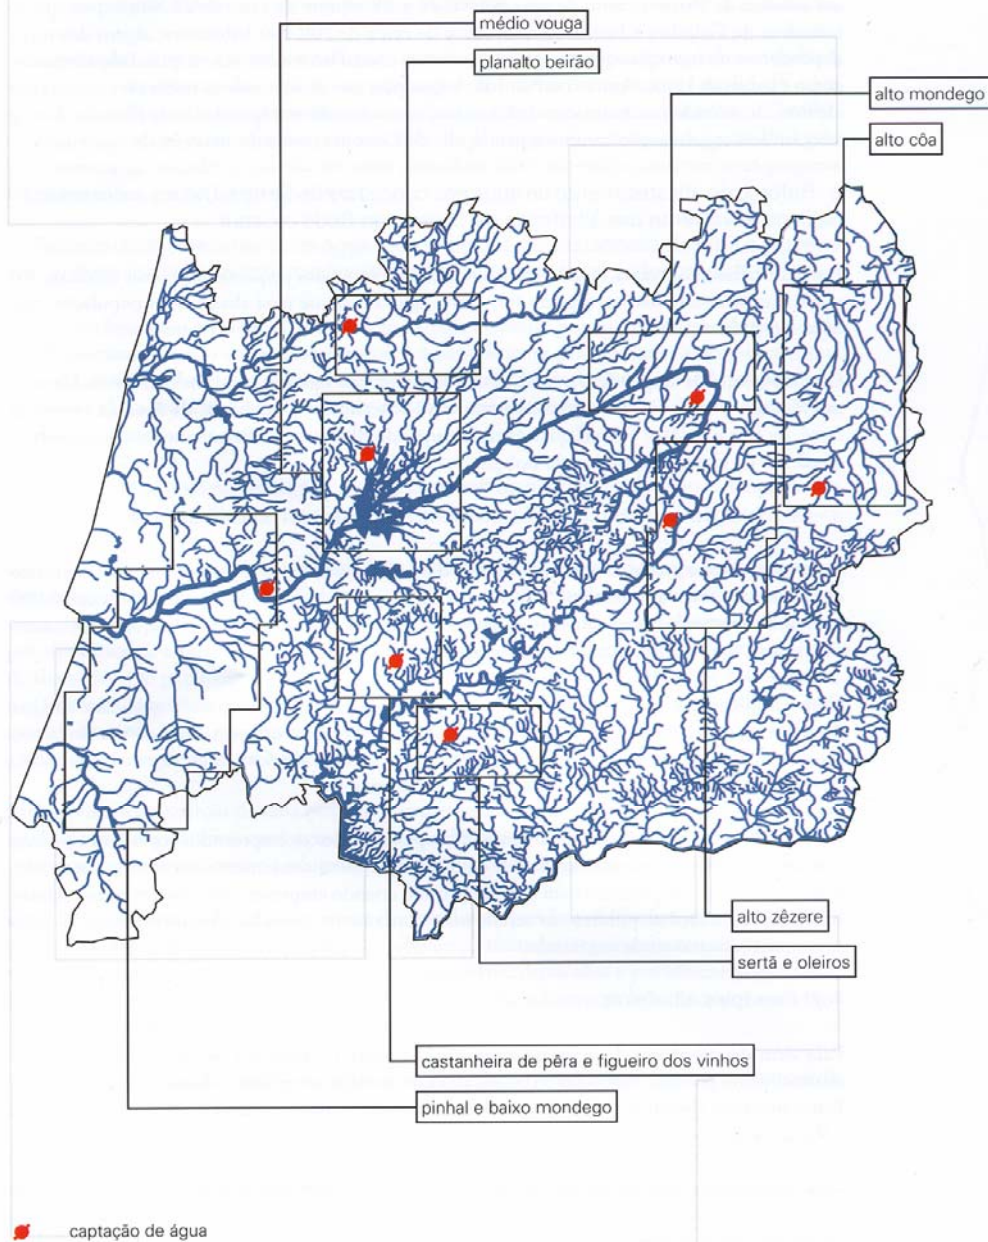 médio vouga
planalto beirão
alto mondego
alto côa
alto zêzere
sertã e oleiros
castanheira de pêra e figueiro dos vinhos
pinhal e baixo mondego
captação de água